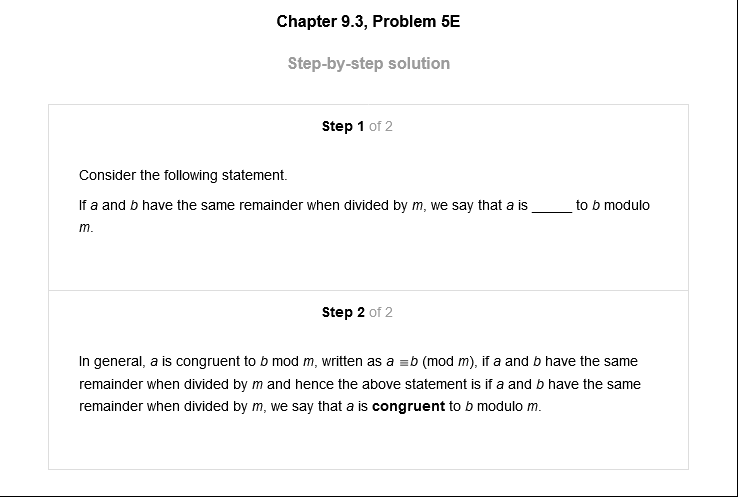 Chapter 9.3, Problem 5E
Step-by-step solution
Step 1 of 2
Consider the following statement.
If a and b have the same remainder when divided by m, we say that a is _____ to b modulo
m.
Step 2 of 2
In general, a is congruent to b mod m, written as a ≡b (mod m), if a and b have the same
remainder when divided by m and hence the above statement is if a and b have the same
remainder when divided by m, we say that a is congruent to b modulo m.